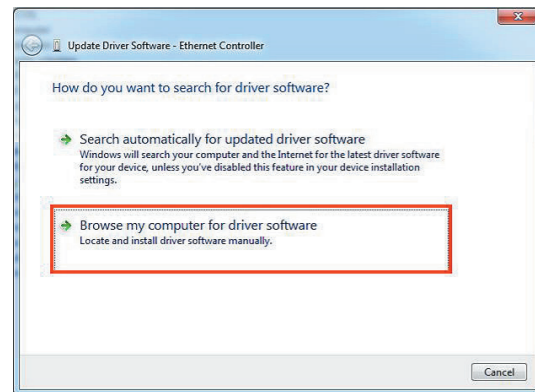 Update Driver Software - Ethernet Controller
How do you want to search for driver software?
Search automatically for updated driver software
Windows will search your computer and the Internet for the latest driver software
for your device, unless you've disabled this feature in your device installation
settings.
Browse my computer for driver software
Locate and install driver software manually.
Cancel